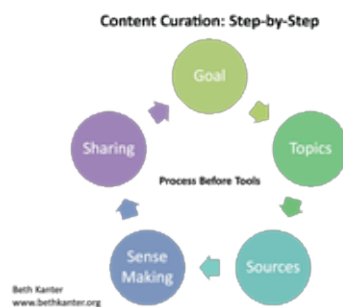 Content Curation: Step-by-Step
Goal
Topics
Sources
Sense
Making
Sharing
Process Before Tools
Beth Kanter
www.bethkanter.org